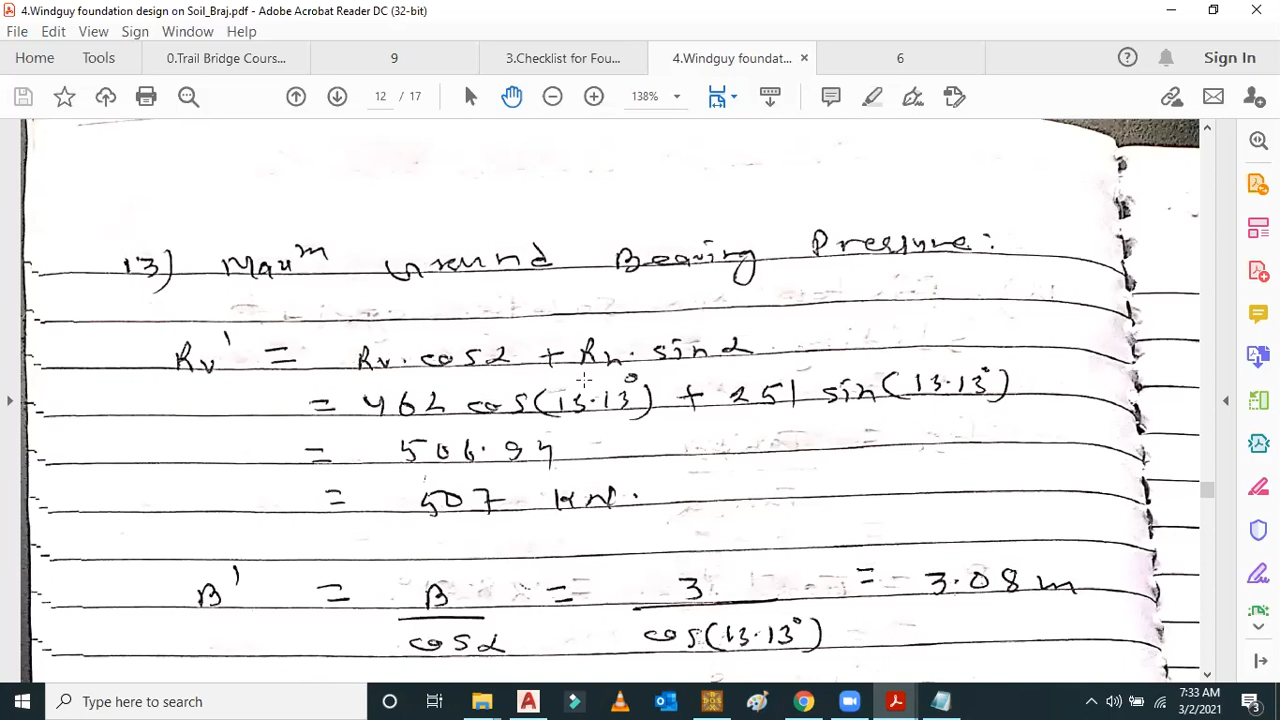 4.Windguy foundation design on Soil_Braj.pdf - Adobe Acrobat Reader DC (32-bit)
File Edit View Sign Window Help
Home Tools 0.Trail Bridge Cours... 9 3.Checklist for Fou... 4.Windguy foundat... × 6 Sign In
12 / 17 138%
13) Maxᵐ Ground Bearing Pressure:
Rv' = Rv. cosα + Rh. sinα
= 462 cos(13.13°) + 251 sin(13.13°)
= 506.94
= 507 kN.
B' = B / cosα = 3 / cos(13.13°) = 3.08 m
Type here to search
7:33 AM
3/2/2021
3